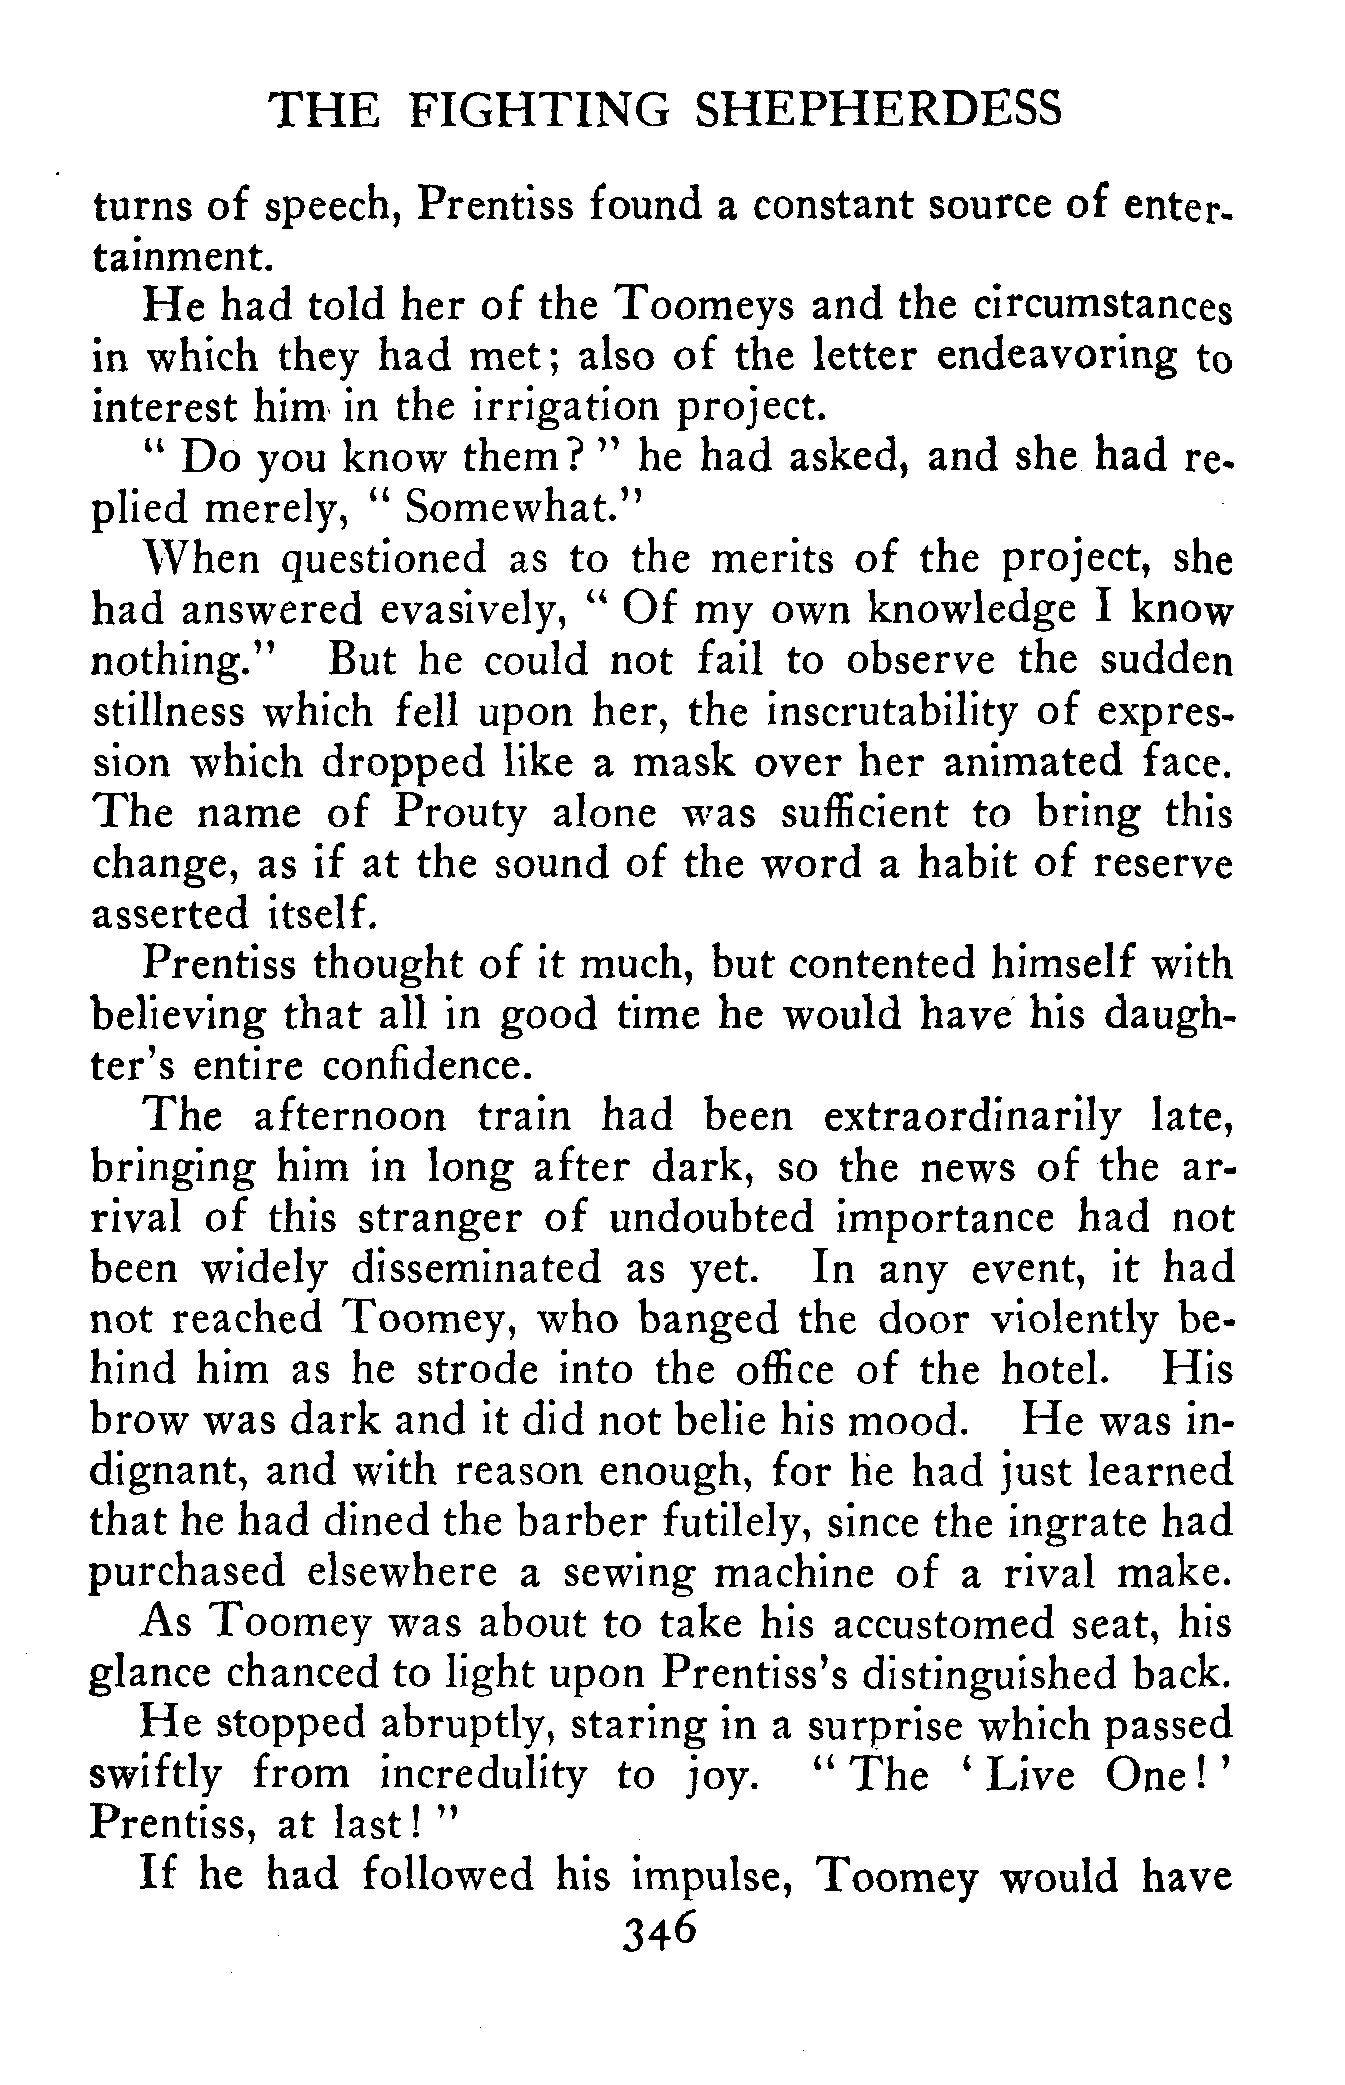 THE FIGHTING SHEPHERDESS
turns of speech, Prentiss found a constant source of enter-
tainment.
He had told her of the Toomeys and the circumstances
in which they had met; also of the letter endeavoring to
interest him in the irrigation project.
" Do you know them? " he had asked, and she had re-
plied merely, " Somewhat."
When questioned as to the merits of the project, she
had answered evasively, " Of my own knowledge I know
nothing." But he could not fail to observe the sudden
stillness which fell upon her, the inscrutability of expres-
sion which dropped like a mask over her animated face.
The name of Prouty alone was sufficient to bring this
change, as if at the sound of the word a habit of reserve
asserted itself.
Prentiss thought of it much, but contented himself with
believing that all in good time he would have his daugh-
ter's entire confidence.
The afternoon train had been extraordinarily late,
bringing him in long after dark, so the news of the ar-
rival of this stranger of undoubted importance had not
been widely disseminated as yet. In any event, it had
not reached Toomey, who banged the door violently be-
hind him as he strode into the office of the hotel. His
brow was dark and it did not belie his mood. He was in-
dignant, and with reason enough, for he had just learned
that he had dined the barber futilely, since the ingrate had
purchased elsewhere a sewing machine of a rival make.
As Toomey was about to take his accustomed seat, his
glance chanced to light upon Prentiss's distinguished back.
He stopped abruptly, staring in a surprise which passed
swiftly from incredulity to joy. " The ' Live One! '
Prentiss, at last! "
If he had followed his impulse, Toomey would have
346